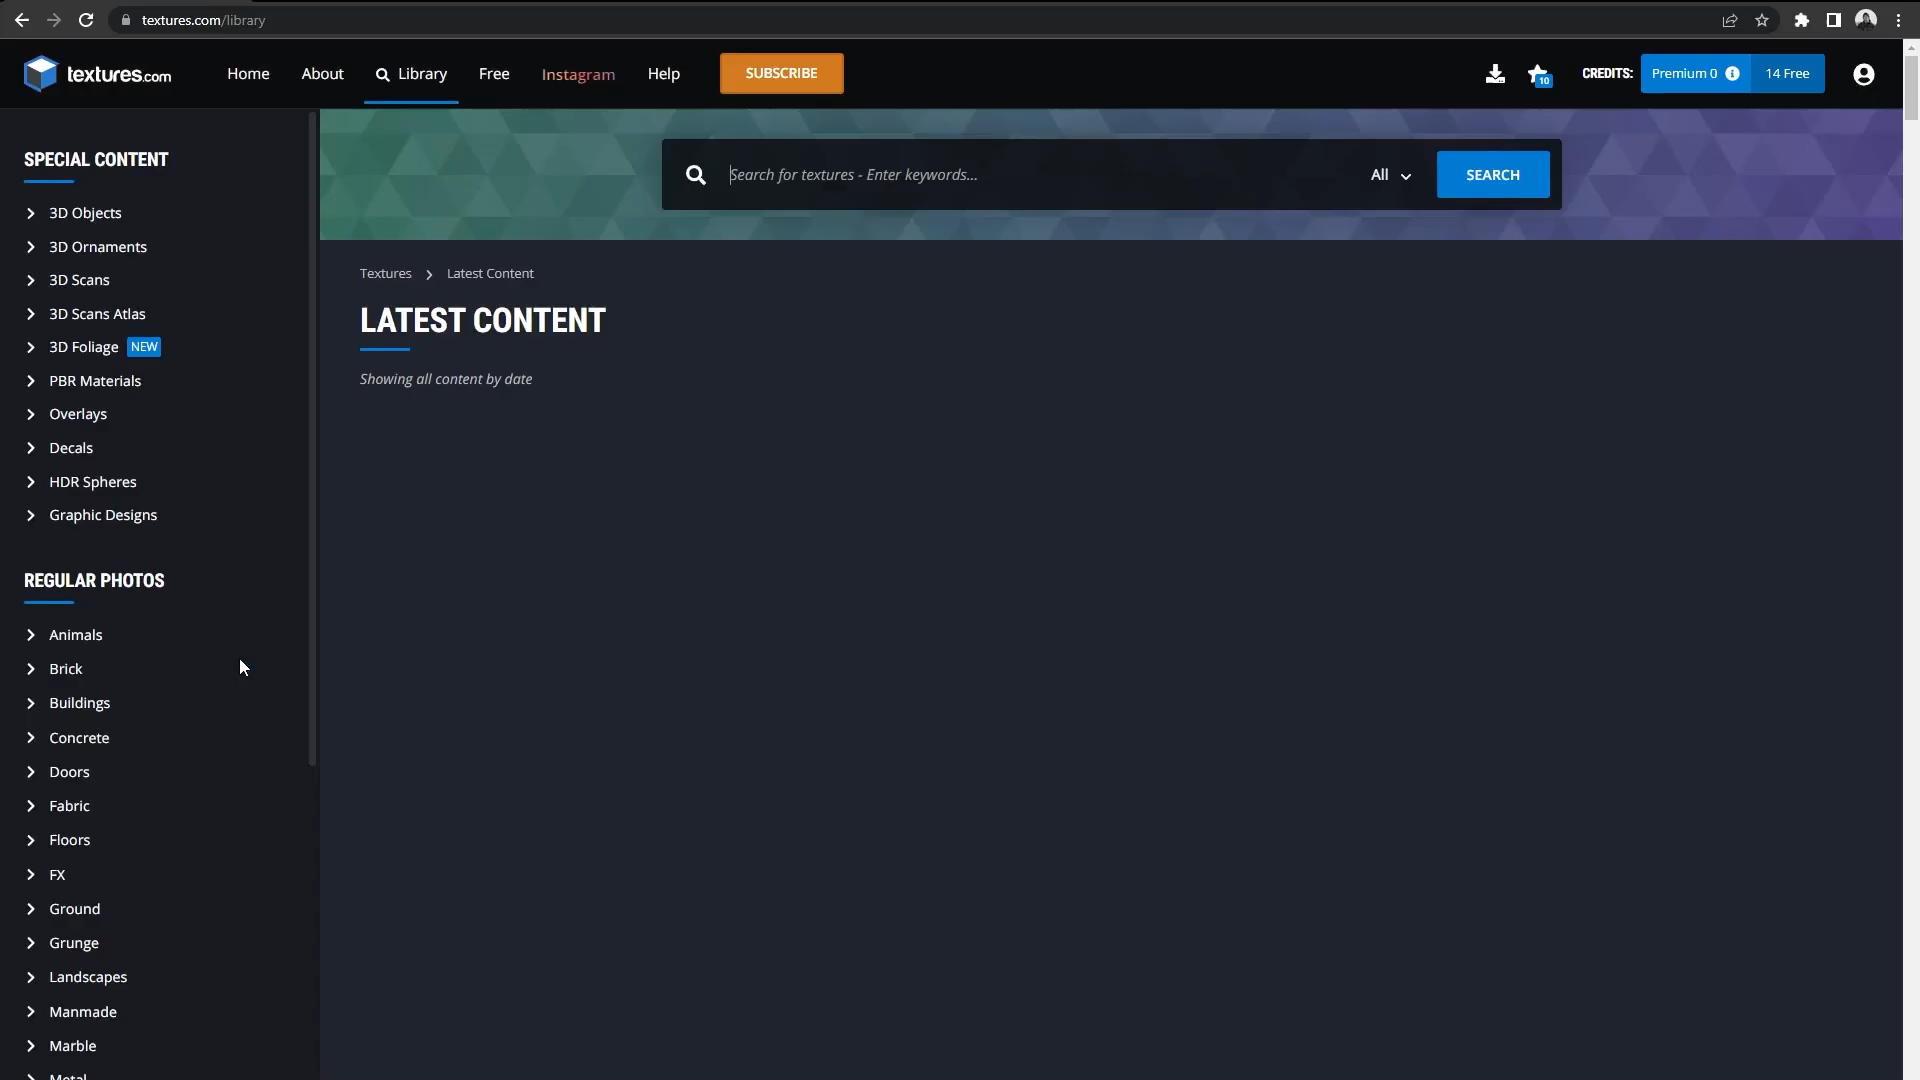 textures.com/library
textures.com
Home
About
Library
Free
Instagram
Help
SUBSCRIBE
10
CREDITS:
Premium 0
14 Free
SPECIAL CONTENT
3D Objects
3D Ornaments
3D Scans
3D Scans Atlas
3D Foliage NEW
PBR Materials
Overlays
Decals
HDR Spheres
Graphic Designs
REGULAR PHOTOS
Animals
Brick
Buildings
Concrete
Doors
Fabric
Floors
FX
Ground
Grunge
Landscapes
Manmade
Marble
Metal
Search for textures - Enter keywords...
All
SEARCH
Textures > Latest Content
LATEST CONTENT
Showing all content by date